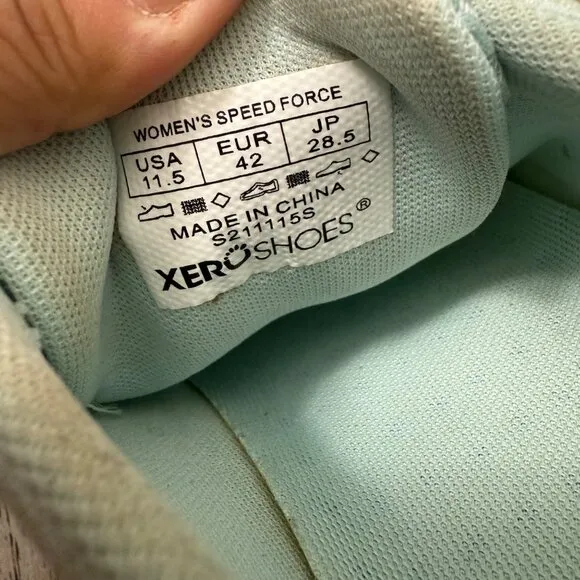 WOMEN'S SPEED FORCE
USA EUR JP
11.5 42 28.5
MADE IN CHINA
S211115S
XEROSHOES®